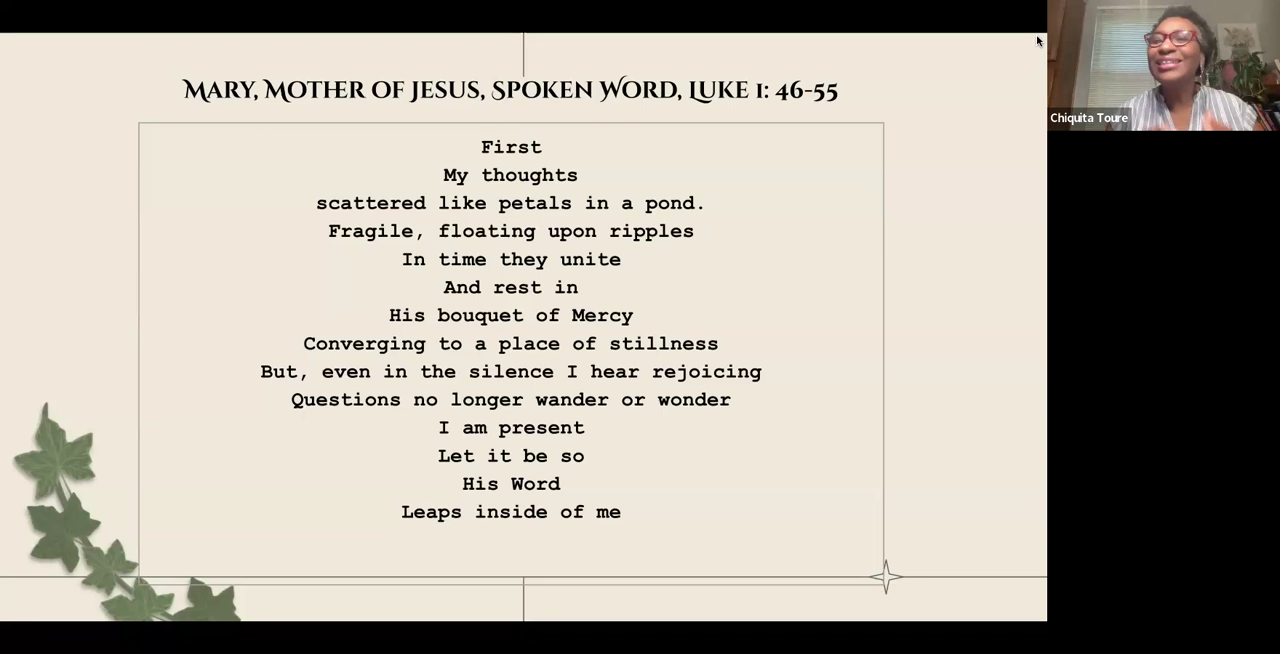 Mary, Mother of Jesus, Spoken Word, Luke 1: 46-55
First
My thoughts
scattered like petals in a pond.
Fragile, floating upon ripples
In time they unite
And rest in
His bouquet of Mercy
Converging to a place of stillness
But, even in the silence I hear rejoicing
Questions no longer wander or wonder
I am present
Let it be so
His Word
Leaps inside of me
Chiquita Toure